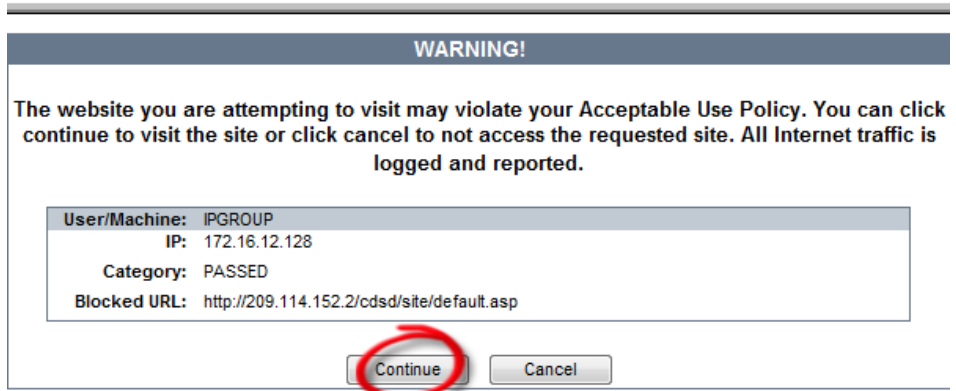 WARNING!
The website you are attempting to visit may violate your Acceptable Use Policy. You can click
continue to visit the site or click cancel to not access the requested site. All Internet traffic is
logged and reported.
User/Machine: IPGROUP
IP: 172.16.12.128
Category: PASSED
Blocked URL: http://209.114.152.2/cdsd/site/default.asp
Continue Cancel